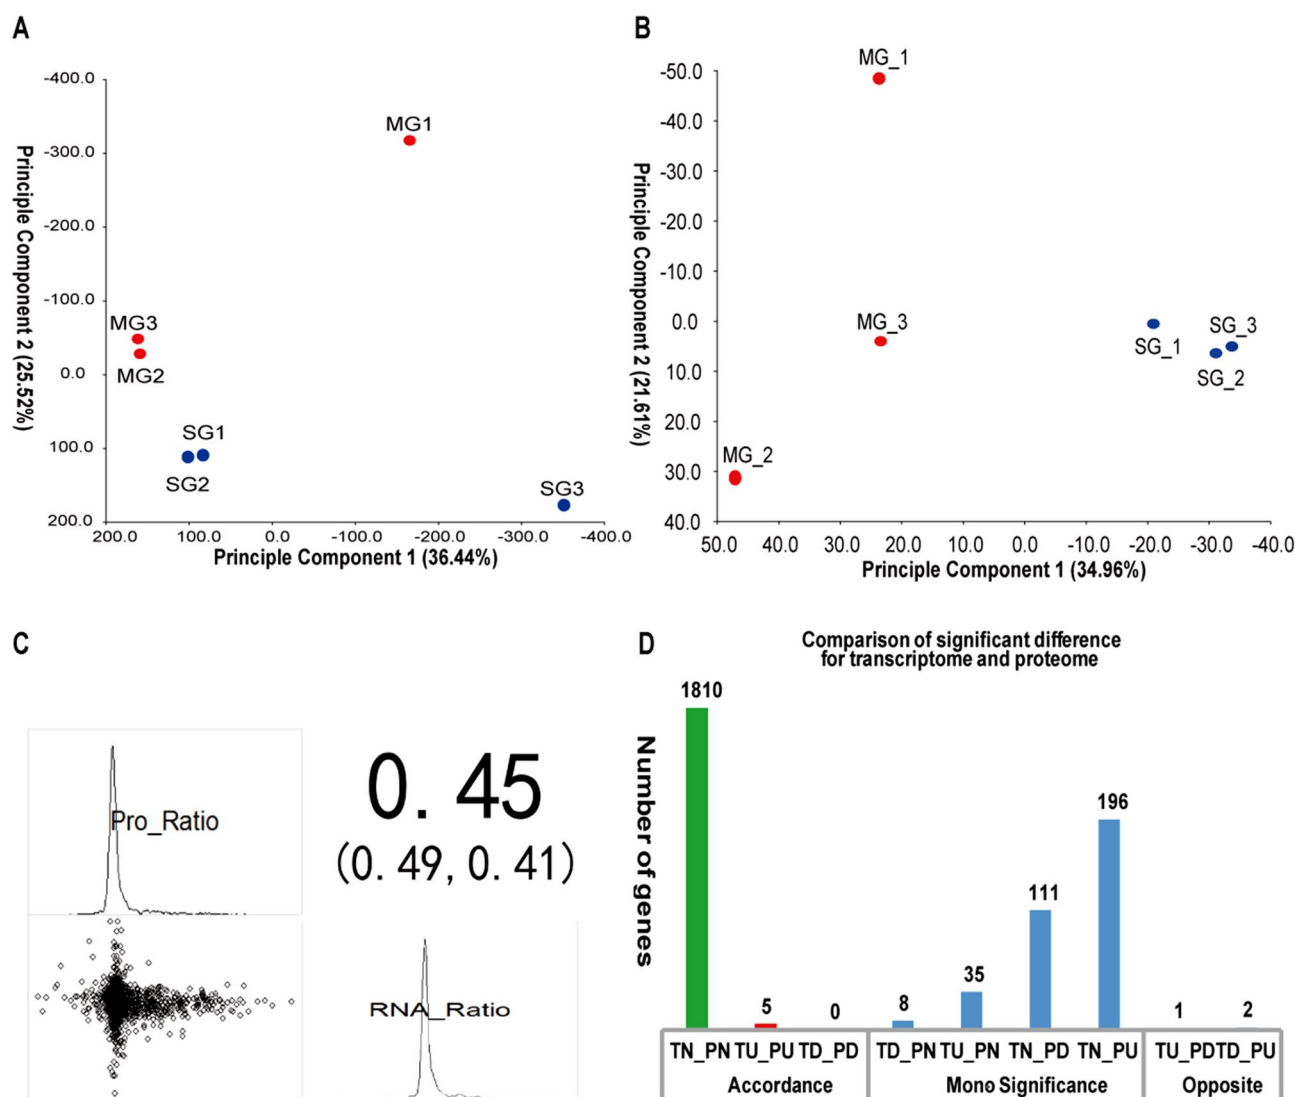 A
-400.0
-300.0
-200.0
-100.0
0.0
100.0
200.0
Principle Component 2 (25.52%)
MG1
MG3
MG2
SG1
SG2
SG3
200.0 100.0 0.0 -100.0 -200.0 -300.0 -400.0
Principle Component 1 (36.44%)
B
-50.0
-40.0
-30.0
-20.0
-10.0
0.0
10.0
20.0
30.0
40.0
Principle Component 2 (21.61%)
MG_1
MG_3
SG_3
SG_1
SG_2
MG_2
50.0 40.0 30.0 20.0 10.0 0.0 -10.0 -20.0 -30.0 -40.0
Principle Component 1 (34.96%)
C
Pro_Ratio
0.45
(0.49,0.41)
RNA_Ratio
D
Comparison of significant difference
for transcriptome and proteome
Number of genes
1810 5 0 8 35 111 196 1 2
TN_PN TU_PU TD_PD TD_PN TU_PN TN_PD TN_PU TU_PD TD_PU
Accordance Mono Significance Opposite